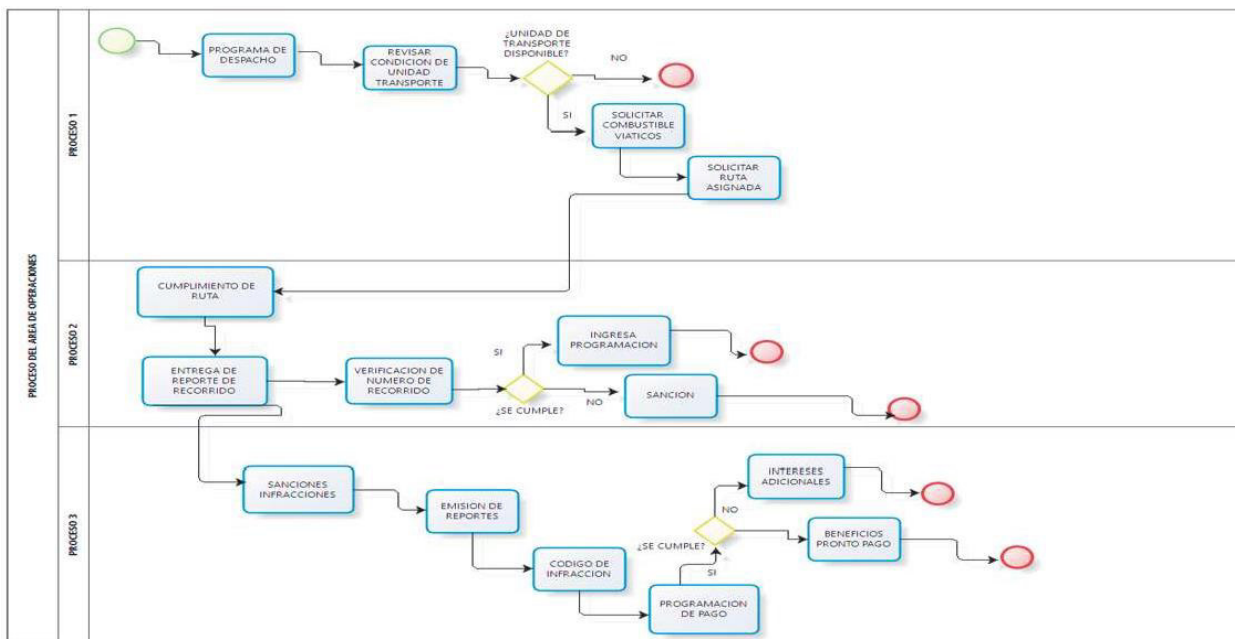 PROCESO DEL AREA DE OPERACIONES
PROCESO 1
PROGRAMA DE
DESPACHO
REVISAR
CONDICION DE
UNIDAD
TRANSPORTE
¿UNIDAD DE
TRANSPORTE
DISPONIBLE?
NO
SI
SOLICITAR
COMBUSTIBLE
VIATICOS
SOLICITAR
RUTA
ASIGNADA
PROCESO 2
CUMPLIMIENTO DE
RUTA
ENTREGA DE
REPORTE DE
RECORRIDO
VERIFICACION DE
NUMERO DE
RECORRIDO
SI
¿SE CUMPLE?
NO
INGRESA
PROGRAMACION
SANCION
PROCESO 3
SANCIONES
INFRACCIONES
EMISION DE
REPORTES
CODIGO DE
INFRACCION
PROGRAMACION
DE PAGO
¿SE CUMPLE?
SI
NO
INTERESES
ADICIONALES
BENEFICIOS
PRONTO PAGO